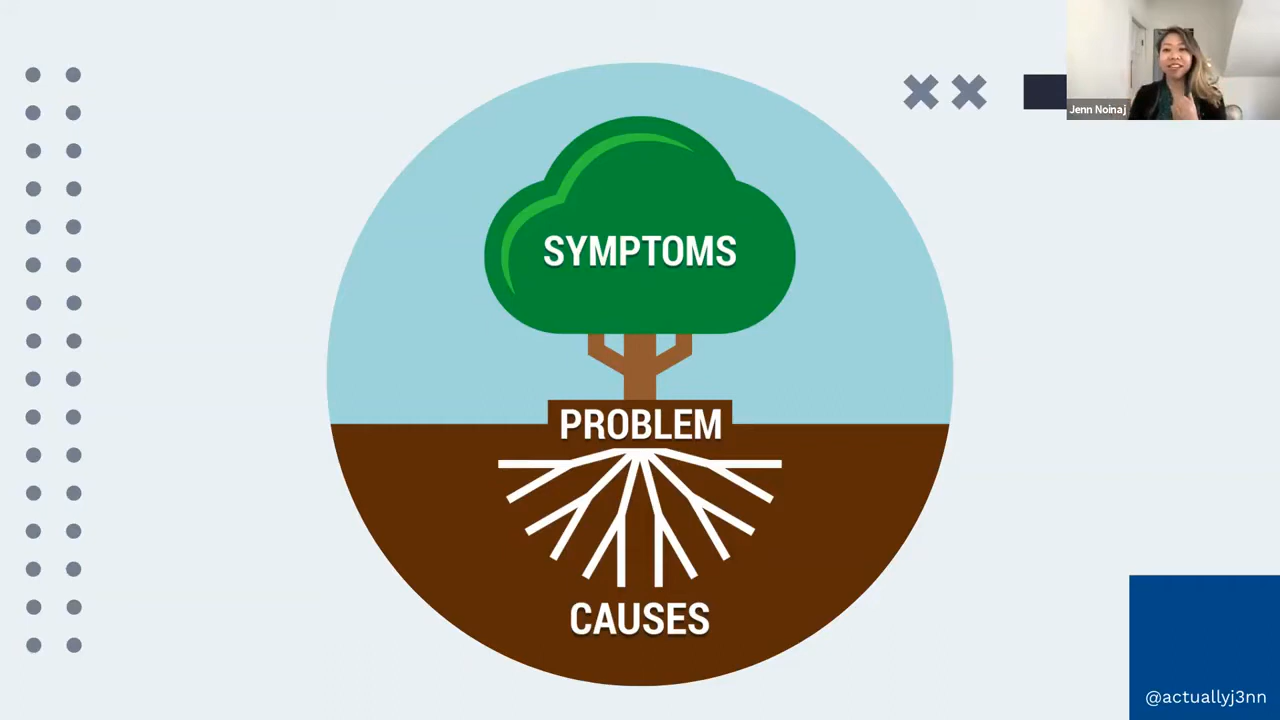 Jenn Noinaj
SYMPTOMS
PROBLEM
CAUSES
@actuallyj3nn